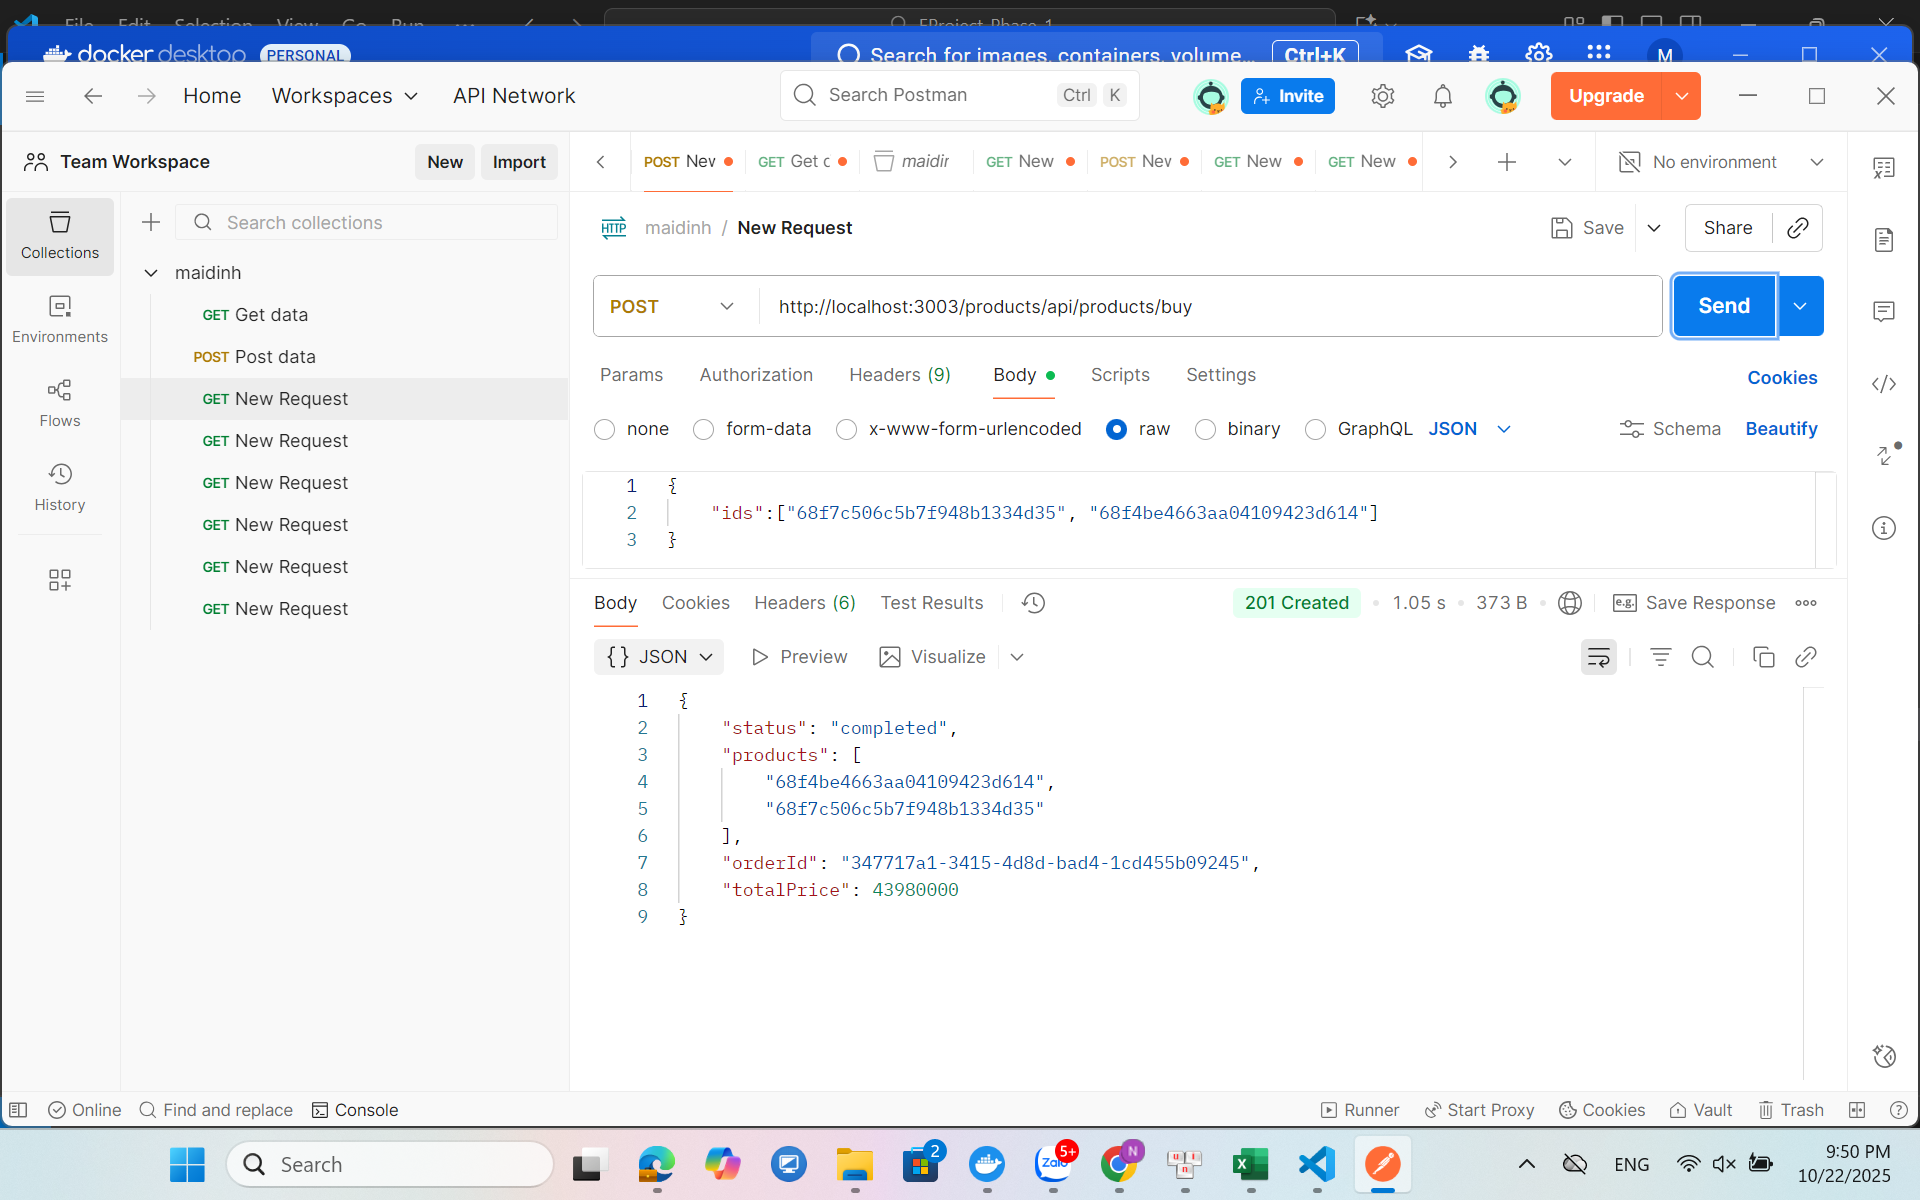 File Edit Selection View Go Run ... EProject-Phase-1
docker desktop PERSONAL Search for images, containers, volume... Ctrl+K M
Home Workspaces API Network Search Postman Ctrl K Invite Upgrade
Team Workspace New Import POST New GET Get c maidir GET New POST New GET New GET New No environment
Collections
Environments
Flows
History
Search collections
maidinh
GET Get data
POST Post data
GET New Request
GET New Request
GET New Request
GET New Request
GET New Request
GET New Request
HTTP maidinh / New Request Save Share
POST http://localhost:3003/products/api/products/buy Send
Params Authorization Headers (9) Body Scripts Settings Cookies
none form-data x-www-form-urlencoded raw binary GraphQL JSON Schema Beautify
1 {
2 "ids":["68f7c506c5b7f948b1334d35", "68f4be4663aa04109423d614"]
3 }
Body Cookies Headers (6) Test Results 201 Created 1.05 s 373 B e.g. Save Response
{} JSON Preview Visualize
1 {
2 "status": "completed",
3 "products": [
4 "68f4be4663aa04109423d614",
5 "68f7c506c5b7f948b1334d35"
6 ],
7 "orderId": "347717a1-3415-4d8d-bad4-1cd455b09245",
8 "totalPrice": 43980000
9 }
Online Find and replace Console Runner Start Proxy Cookies Vault Trash
Search 2 Zalo 5+ N ENG 9:50 PM
10/22/2025